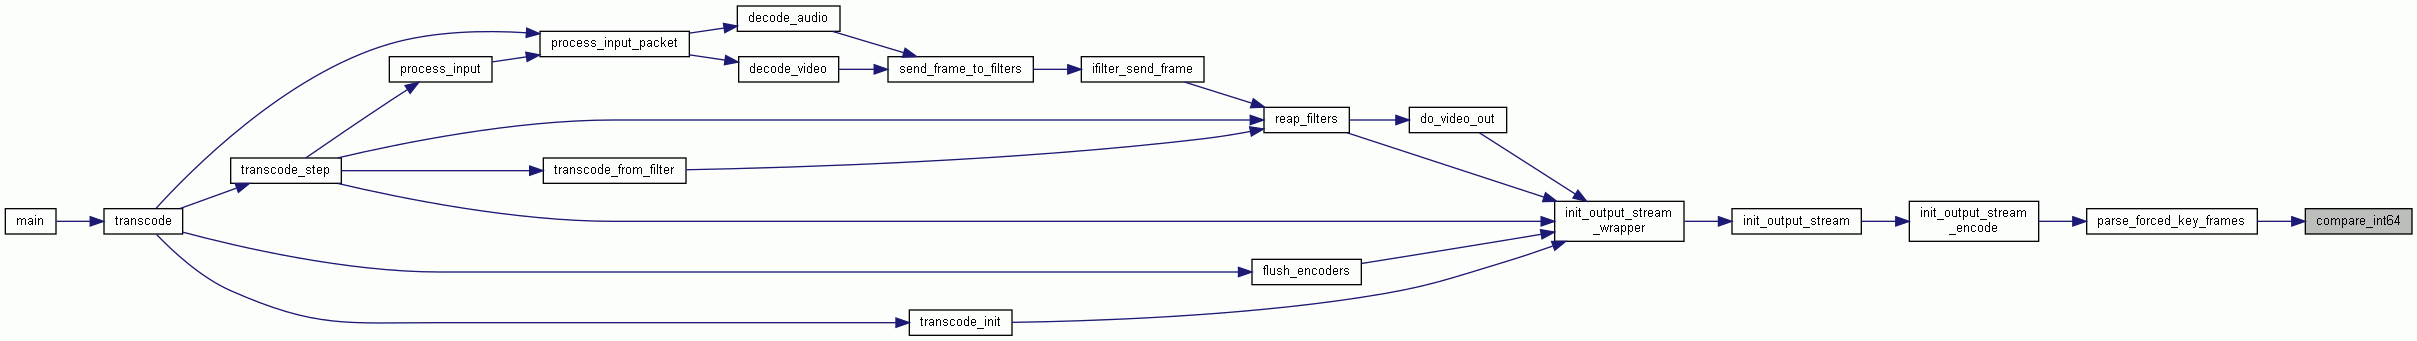 decode_audio
process_input_packet
process_input
decode_video
send_frame_to_filters
ifilter_send_frame
reap_filters
do_video_out
transcode_step
transcode_from_filter
main
transcode
init_output_stream
_wrapper
init_output_stream
init_output_stream
_encode
parse_forced_key_frames
compare_int64
flush_encoders
transcode_init